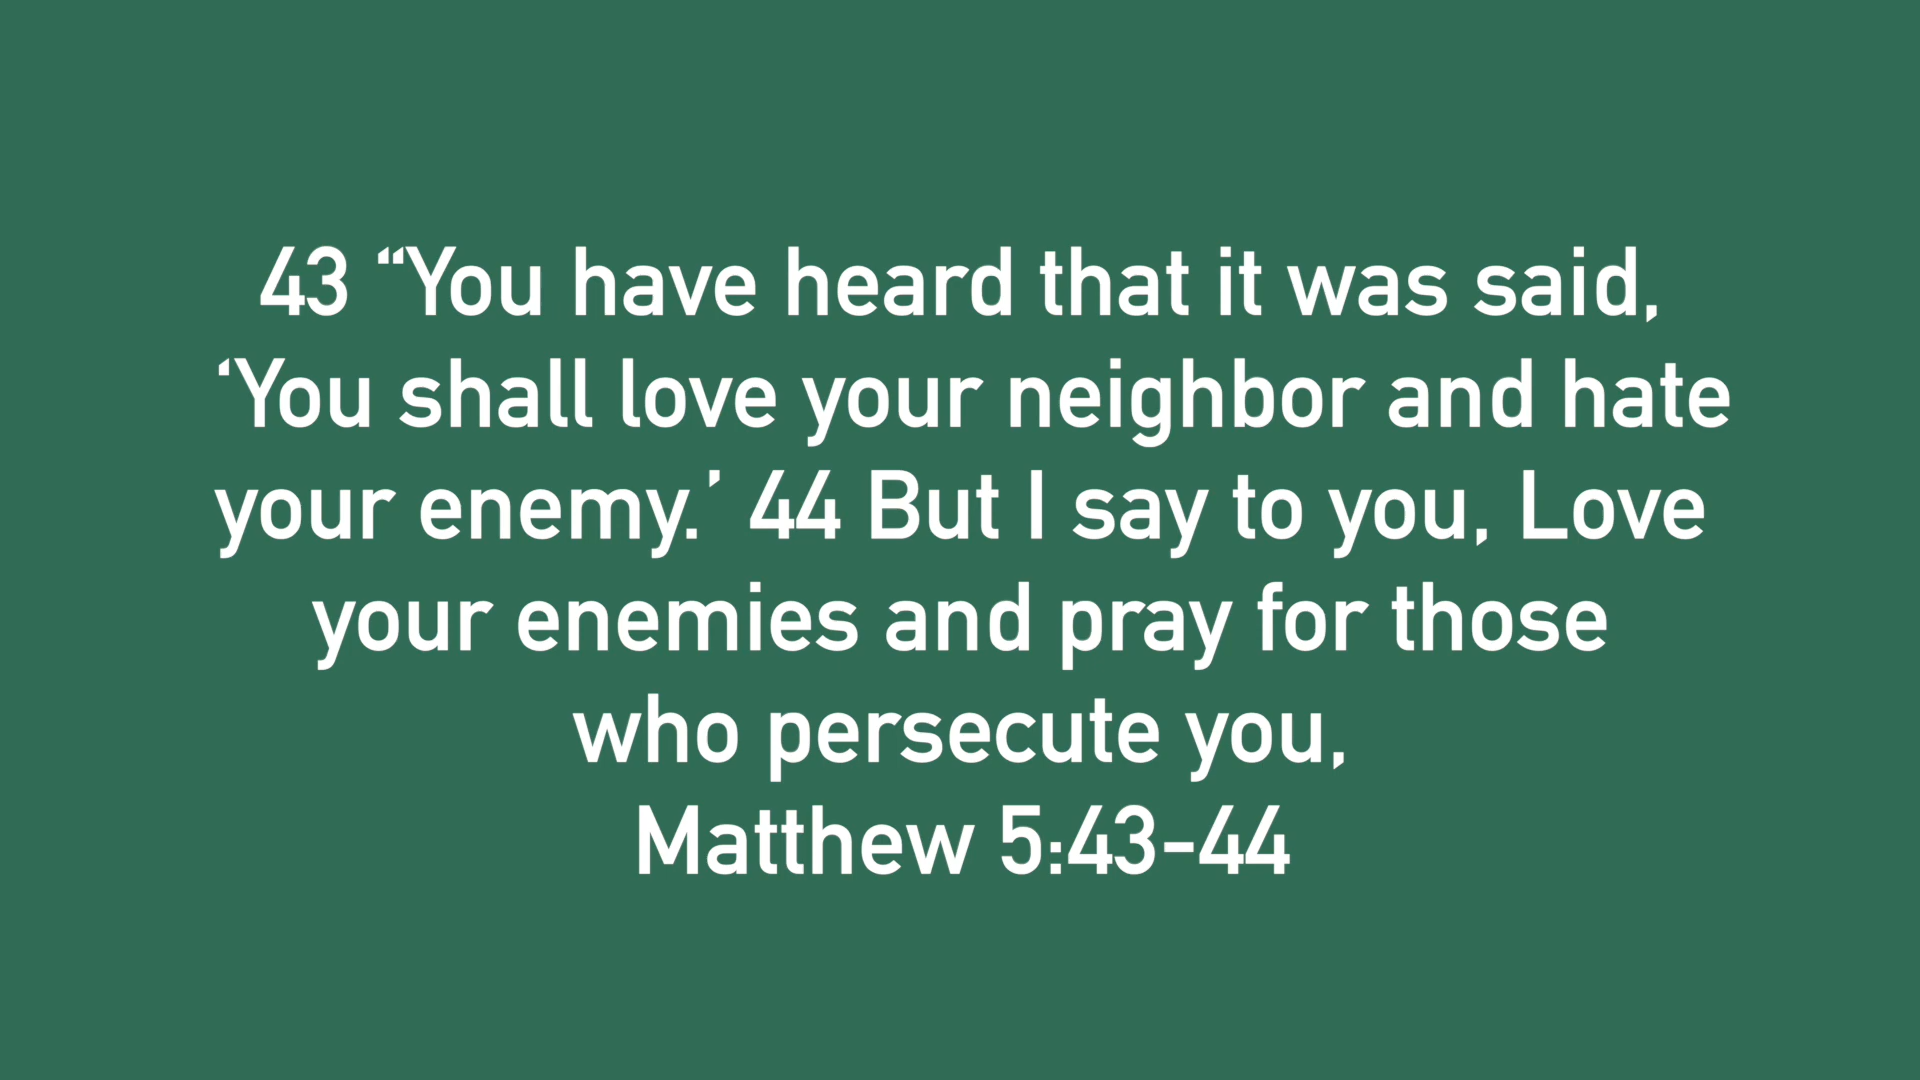 43 “You have heard that it was said,
‘You shall love your neighbor and hate
your enemy.’ 44 But I say to you, Love
your enemies and pray for those
who persecute you,
Matthew 5:43-44